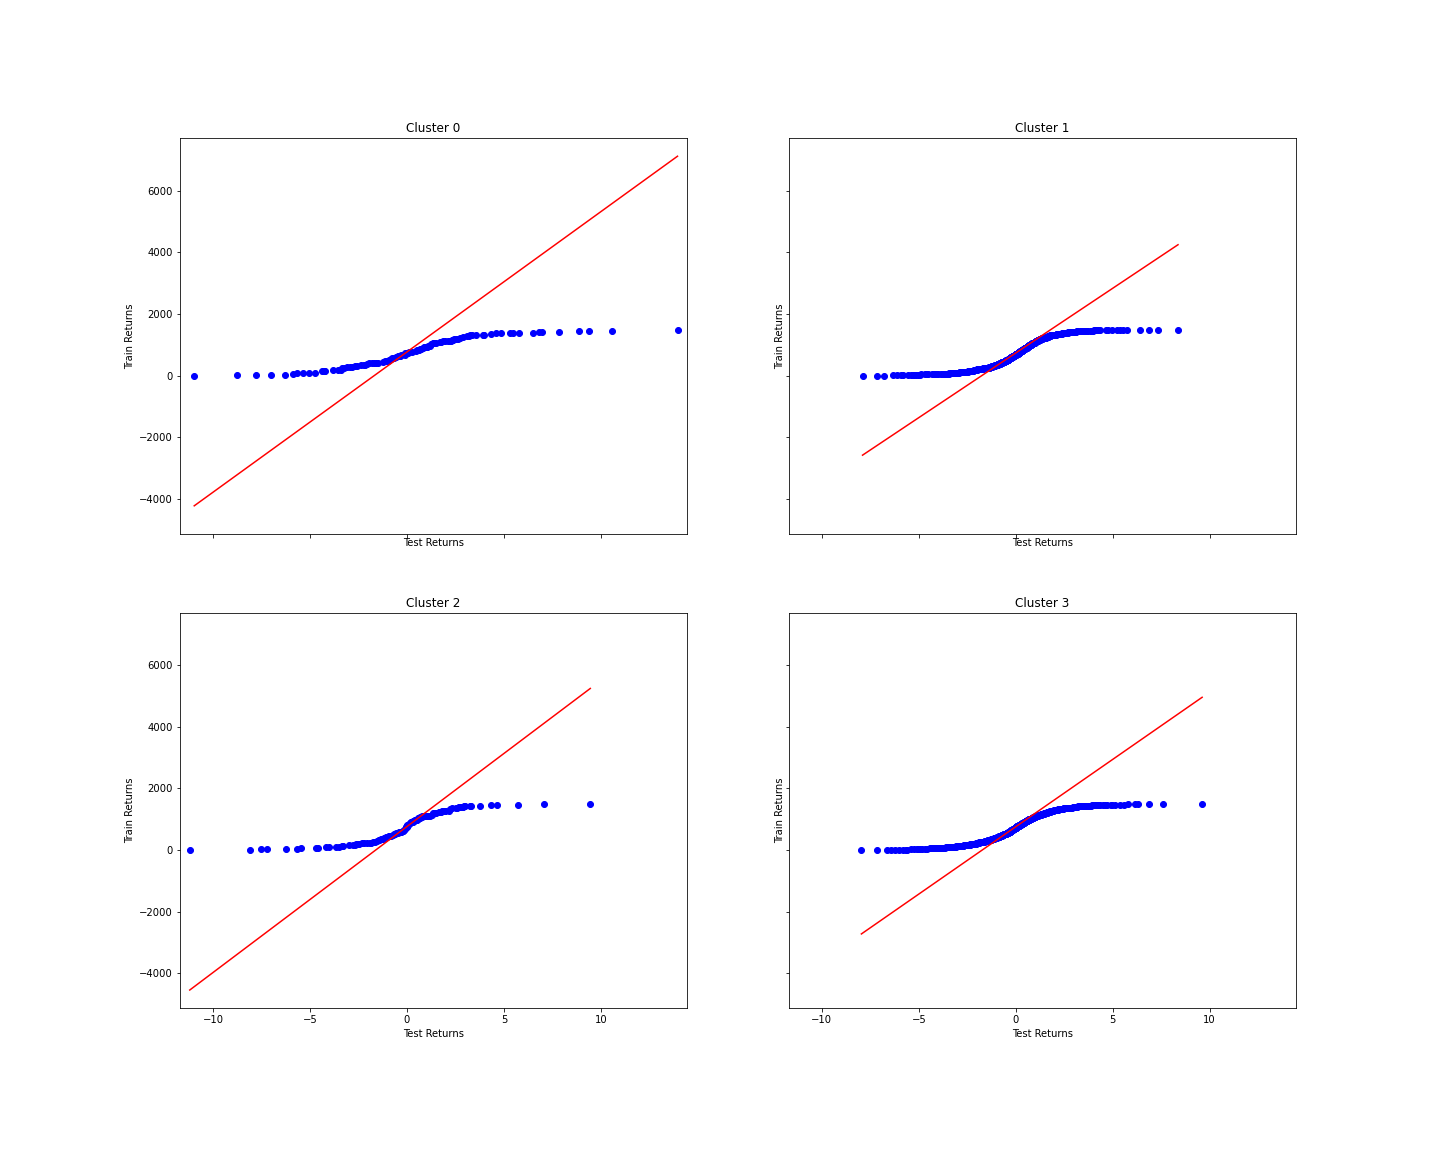 Cluster 0
Cluster 1
6000
4000
2000
0
−2000
−4000
Train Returns
Train Returns
Test Returns
Test Returns
Cluster 2
Cluster 3
6000
4000
2000
0
−2000
−4000
Train Returns
Train Returns
−10 −5 0 5 10
−10 −5 0 5 10
Test Returns
Test Returns